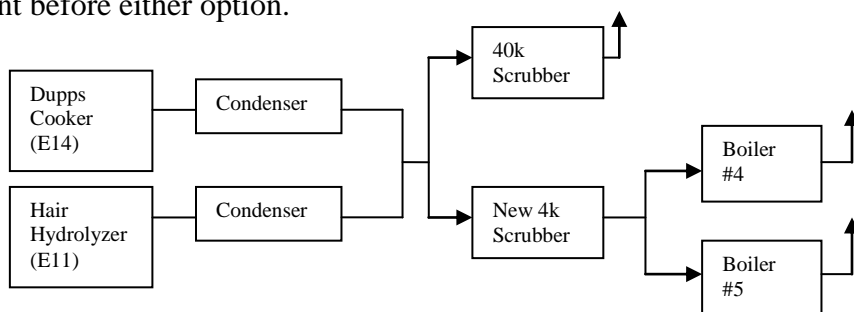 nt before either option.
40k
Scrubber
Dupps
Cooker
(E14)
Condenser
Boiler
#4
Hair
Hydrolyzer
(E11)
Condenser
New 4k
Scrubber
Boiler
#5